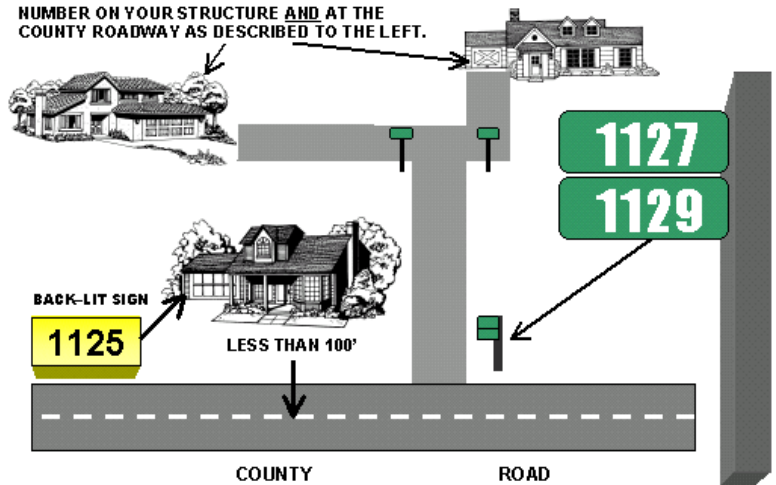 NUMBER ON YOUR STRUCTURE AND AT THE
COUNTY ROADWAY AS DESCRIBED TO THE LEFT.
1127
1129
BACK-LIT SIGN
1125
LESS THAN 100'
COUNTY ROAD